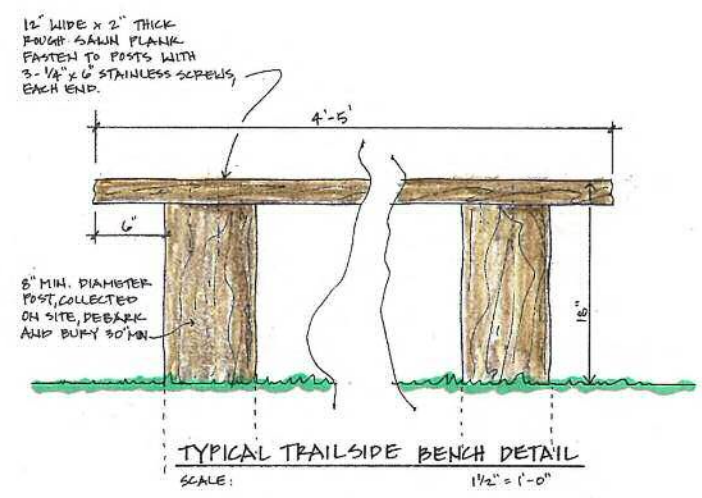 12" WIDE x 2" THICK
ROUGH SAWN PLANK
FASTEN TO POSTS WITH
3-1/4" x 6" STAINLESS SCREWS,
EACH END.
4'-5'
6"
8" MIN. DIAMETER
POST, COLLECTED
ON SITE, DEBARK
AND BURY 30" MIN
18"
TYPICAL TRAILSIDE BENCH DETAIL
SCALE: 1 1/2" = 1'-0"